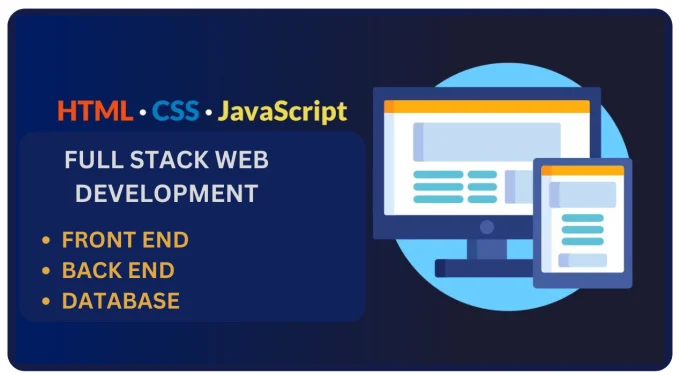 HTML · CSS · JavaScript
FULL STACK WEB
DEVELOPMENT
• FRONT END
• BACK END
• DATABASE